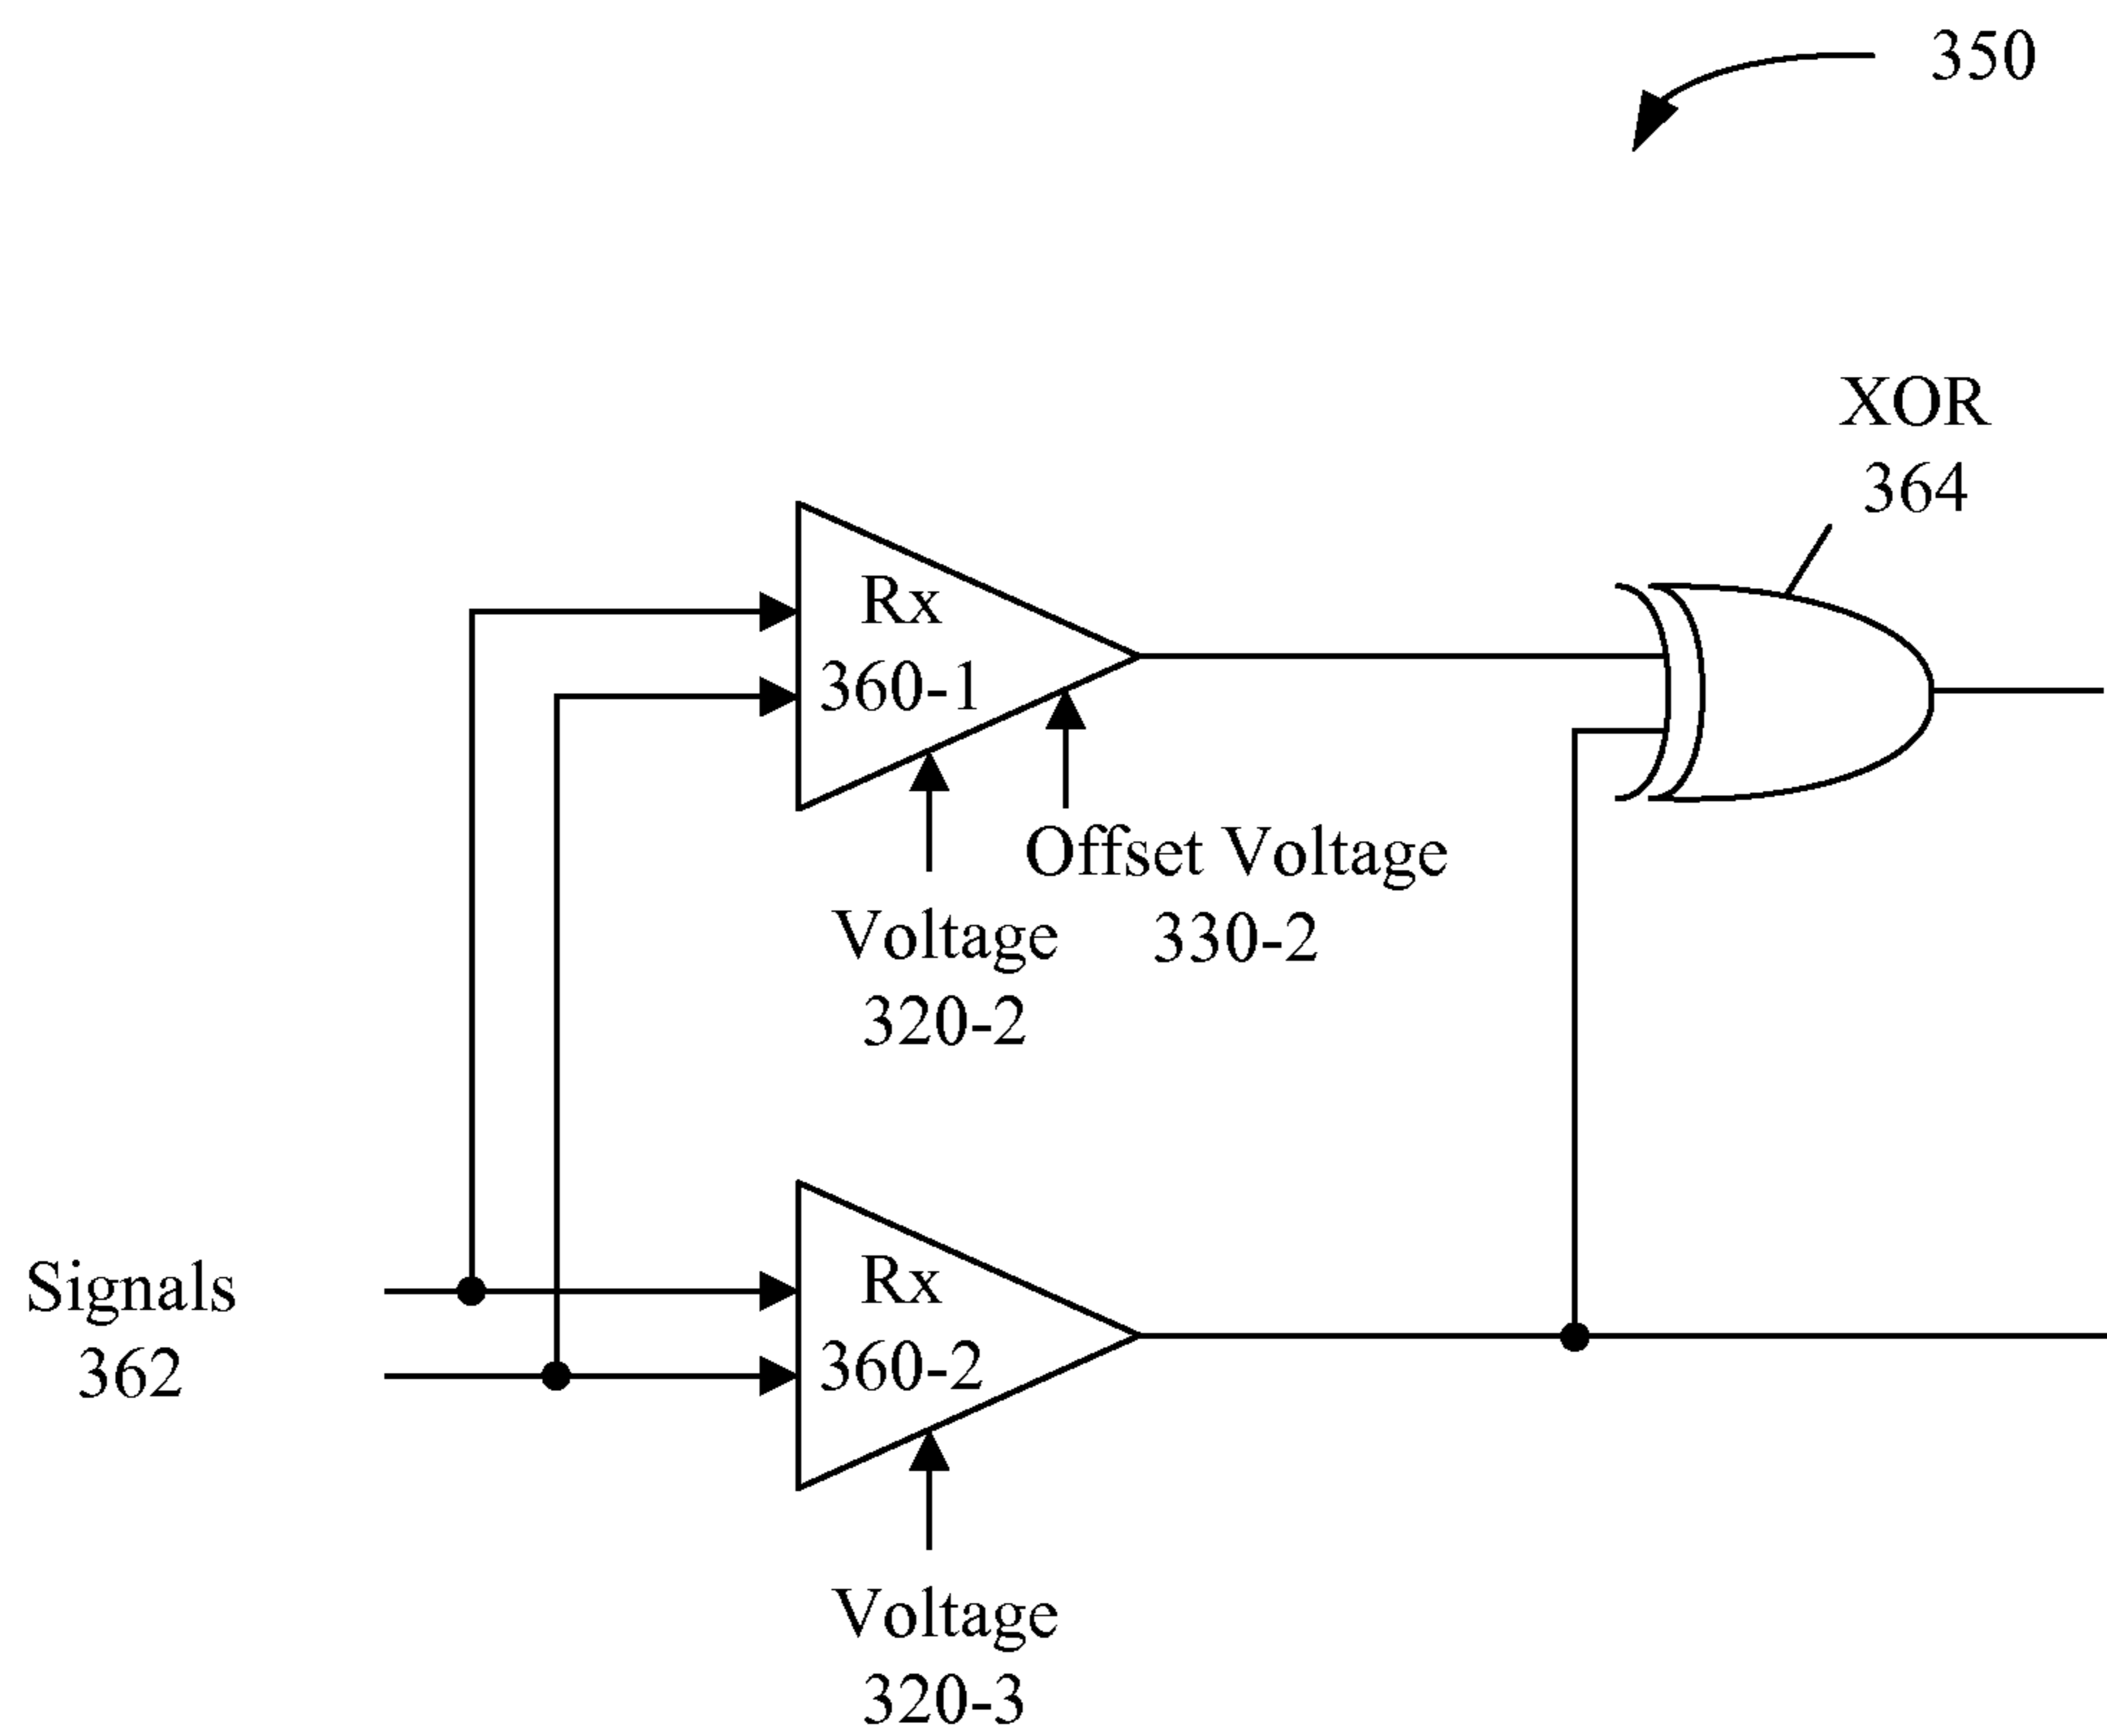 350
XOR
364
Rx
360-1
Offset Voltage
330-2
Voltage
320-2
Signals
362
Rx
360-2
Voltage
320-3